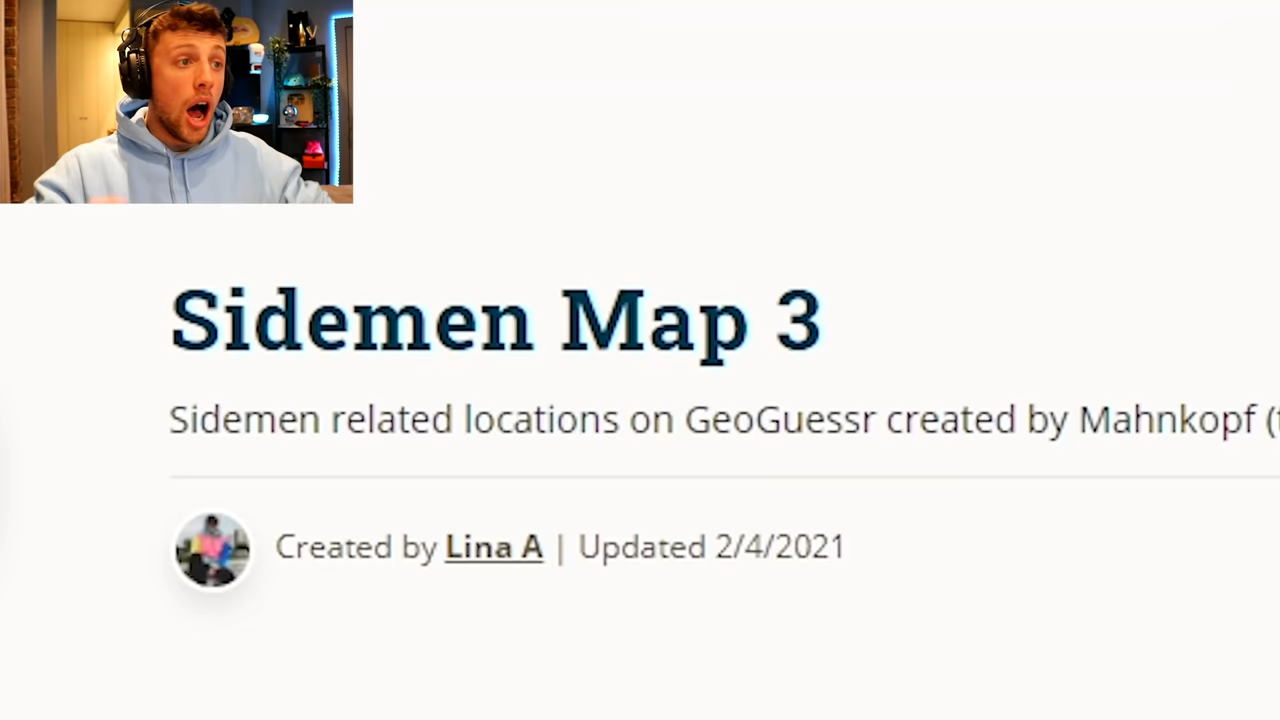 Sidemen Map 3
Sidemen related locations on GeoGuessr created by Mahnkopf (
Created by Lina A | Updated 2/4/2021